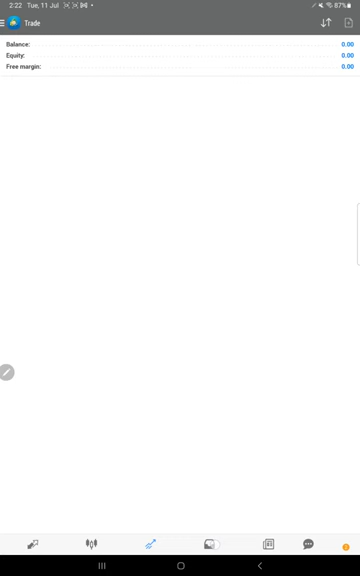 2:22 Tue, 11 Jul 87%
Trade
Balance: 0.00
Equity: 0.00
Free margin: 0.00